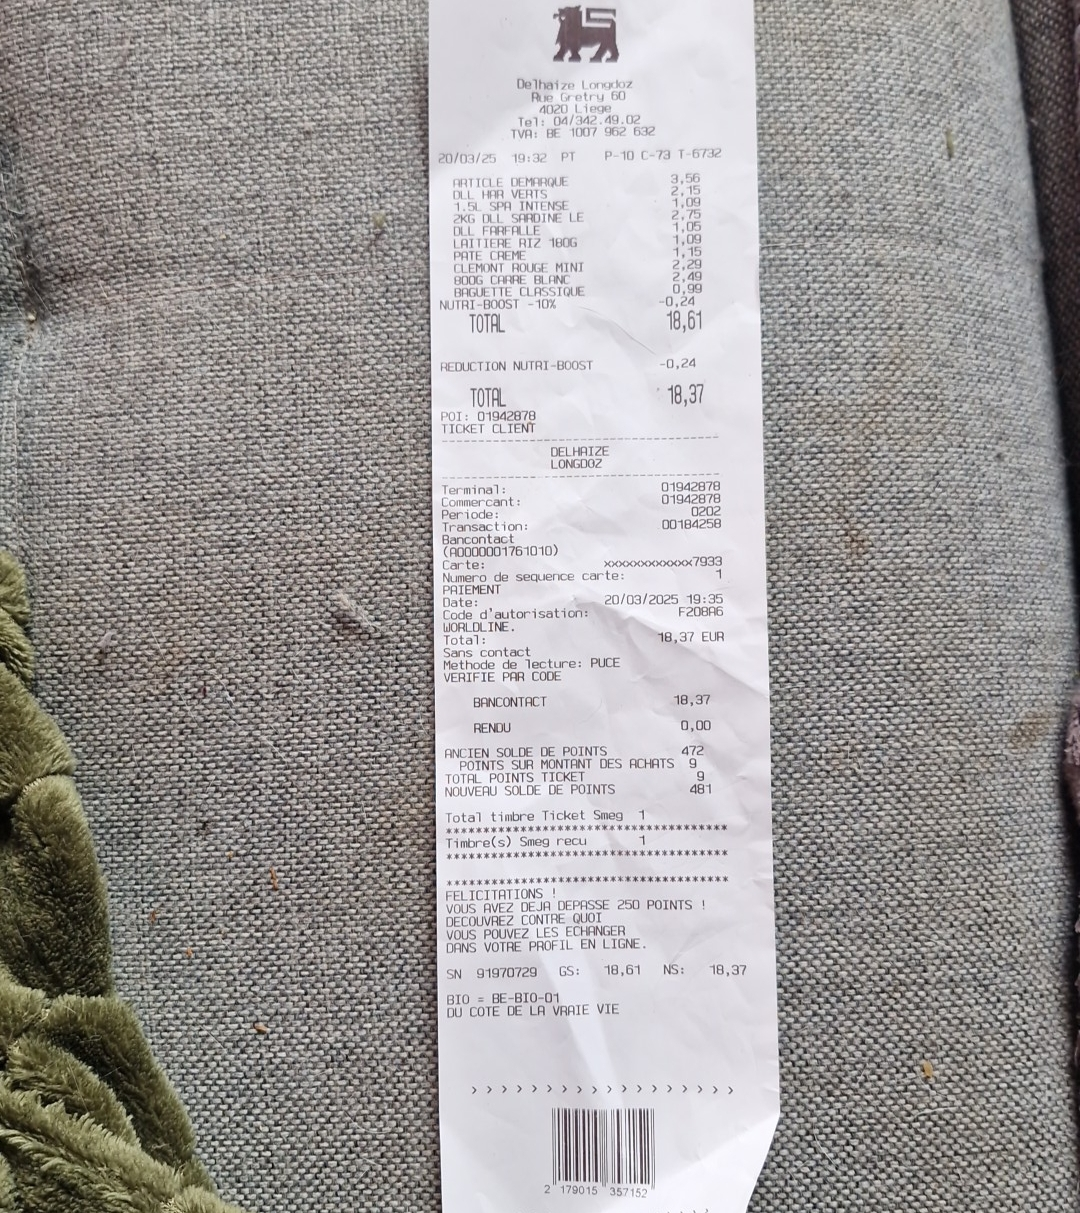 Delhaize Longdoz
Rue Gretry 60
4020 Liege
Tel: 04/342.49.02
TVA: BE 1007 962 632
20/03/25 19:32 PT P-10 C-73 T-6732
ARTICLE DEMARQUE 3,56
DLL HAR VERTS 2,15
1.5L SPA INTENSE 1,09
2KG DLL SARDINE LE 2,75
DLL FARFALLE 1,05
LAITIERE RIZ 180G 1,09
PATE CREME 1,15
CLEMONT ROUGE MINI 2,29
800G CARRE BLANC 2,49
BAGUETTE CLASSIQUE 0,99
NUTRI-BOOST -10% -0,24
TOTAL 18,61
REDUCTION NUTRI-BOOST -0,24
TOTAL 18,37
POI: 01942878
TICKET CLIENT
DELHAIZE
LONGDOZ
Terminal: 01942878
Commercant: 01942878
Periode: 0202
Transaction: 00184258
Bancontact
(A0000001761010)
Carte: xxxxxxxxxxxxx7933
Numero de sequence carte: 1
PAIEMENT
Date: 20/03/2025 19:35
Code d'autorisation: F208A6
WORLDLINE.
Total: 18,37 EUR
Sans contact
Methode de lecture: PUCE
VERIFIE PAR CODE
BANCONTACT 18,37
RENDU 0,00
ANCIEN SOLDE DE POINTS 472
POINTS SUR MONTANT DES ACHATS 9
TOTAL POINTS TICKET 9
NOUVEAU SOLDE DE POINTS 481
Total timbre Ticket Smeg 1
**************************************
Timbre(s) Smeg recu 1
**************************************
**************************************
FELICITATIONS !
VOUS AVEZ DEJA DEPASSE 250 POINTS !
DECOUVREZ CONTRE QUOI
VOUS POUVEZ LES ECHANGER
DANS VOTRE PROFIL EN LIGNE.
SN 91970729 GS: 18,61 NS: 18,37
BIO = BE-BIO-01
DU COTE DE LA VRAIE VIE
> > > > > > > > > > > > > > > > > >
2 179015 357152